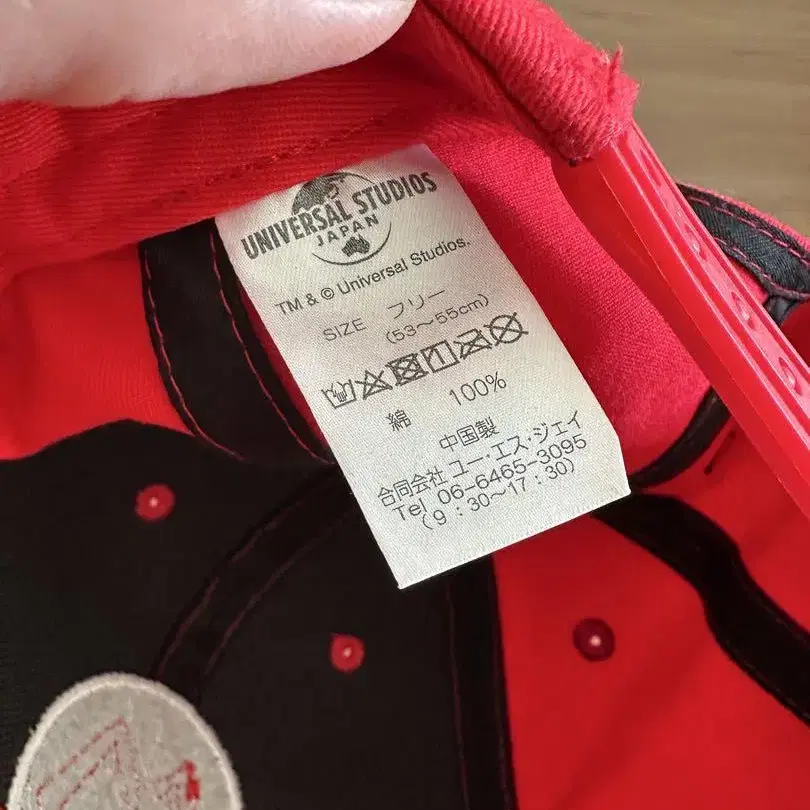 UNIVERSAL STUDIOS
JAPAN
TM & © Universal Studios.
SIZE フリー
(53～55cm)
綿 100%
中国製
合同会社 ユー・エス・ジェイ
Tel 06-6465-3095
(9:30～17:30)